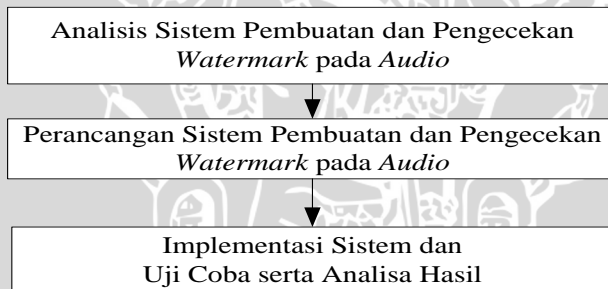 Analisis Sistem Pembuatan dan Pengecekan
Watermark pada Audio
Perancangan Sistem Pembuatan dan Pengecekan
Watermark pada Audio
Implementasi Sistem dan
Uji Coba serta Analisa Hasil